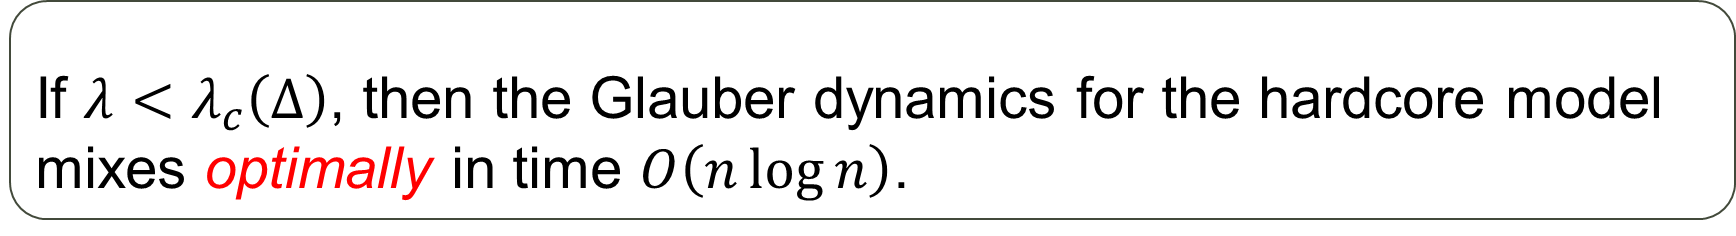 If λ < λ_c(Δ), then the Glauber dynamics for the hardcore model
mixes optimally in time O(n log n).